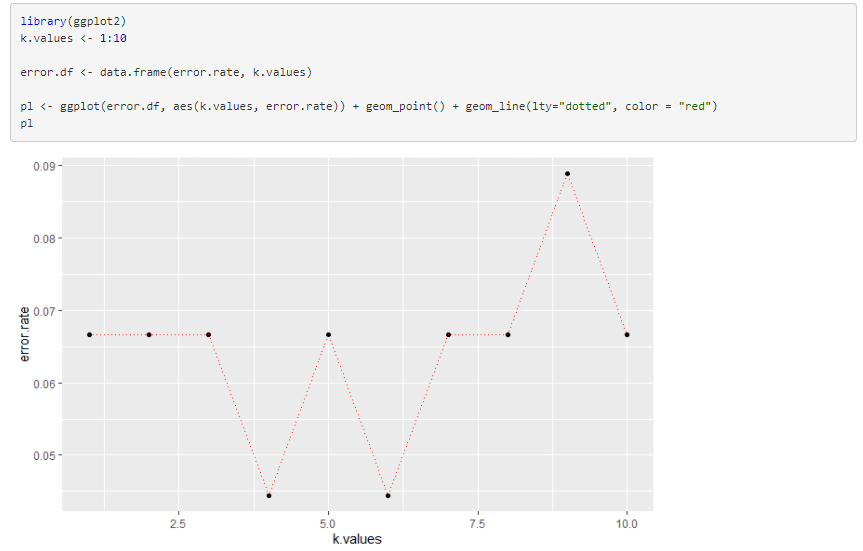 library(ggplot2)
k.values <- 1:10
error.df <- data.frame(error.rate, k.values)
pl <- ggplot(error.df, aes(k.values, error.rate)) + geom_point() + geom_line(lty="dotted", color = "red")
pl
0.09
0.08
0.07
0.06
0.05
error.rate
2.5
5.0
7.5
10.0
k.values